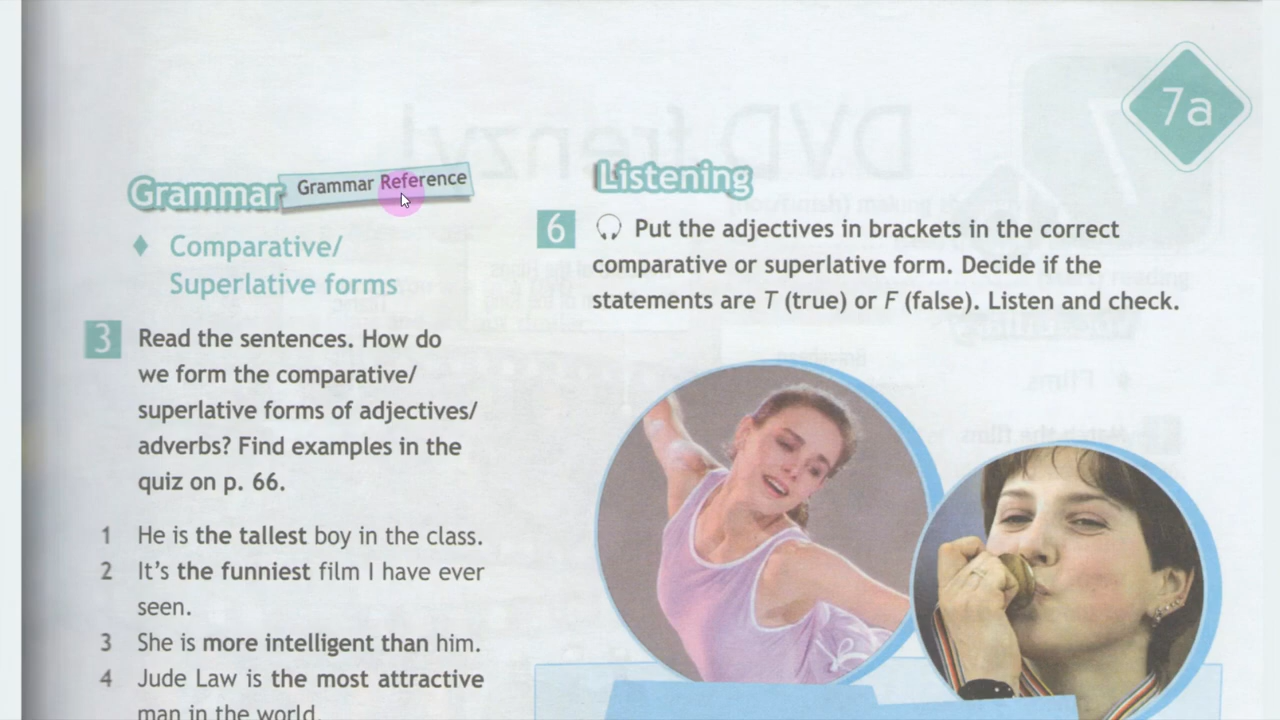 7a
Grammar Grammar Reference
♦ Comparative/
Superlative forms
3 Read the sentences. How do
we form the comparative/
superlative forms of adjectives/
adverbs? Find examples in the
quiz on p. 66.
1 He is the tallest boy in the class.
2 It's the funniest film I have ever
seen.
3 She is more intelligent than him.
4 Jude Law is the most attractive
man in the world.
Listening
6 Put the adjectives in brackets in the correct
comparative or superlative form. Decide if the
statements are T (true) or F (false). Listen and check.